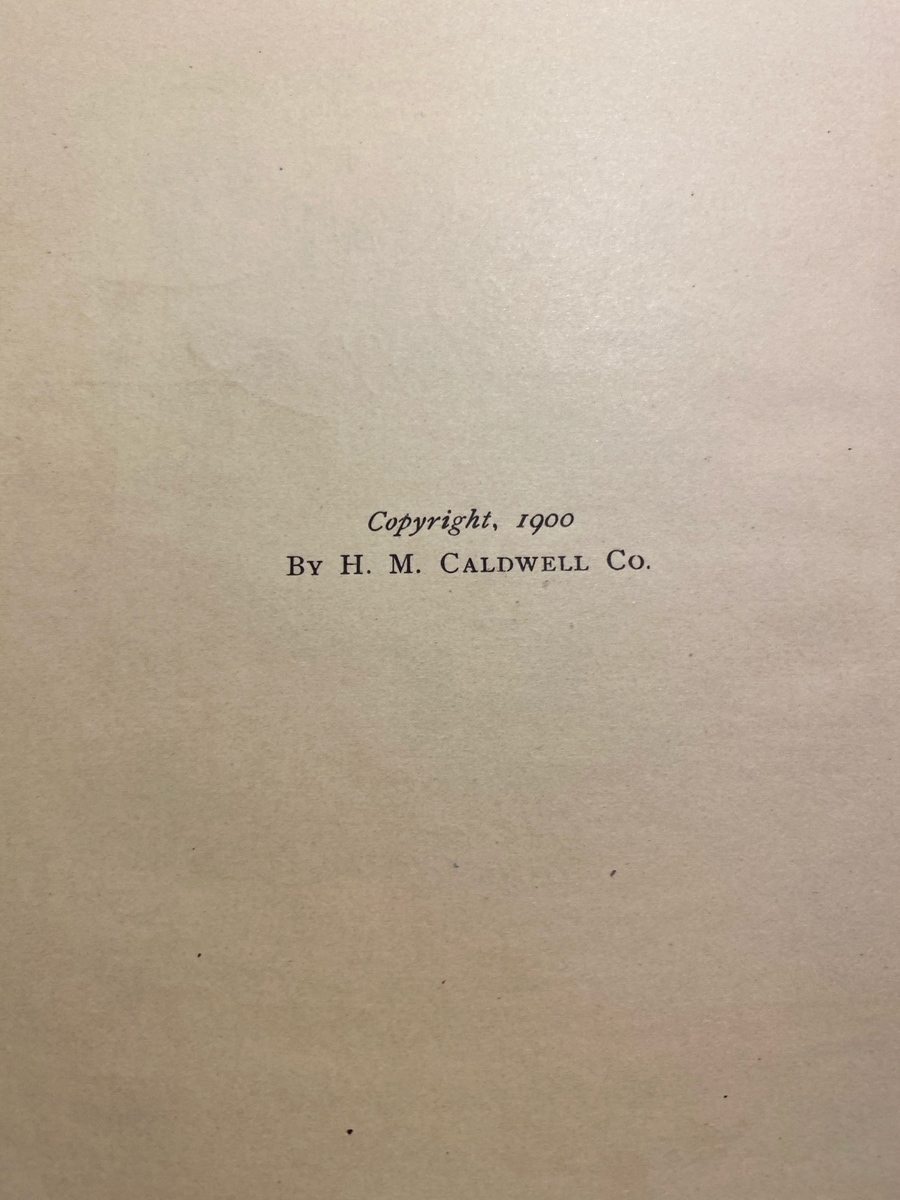 Copyright, 1900
By H. M. Caldwell Co.